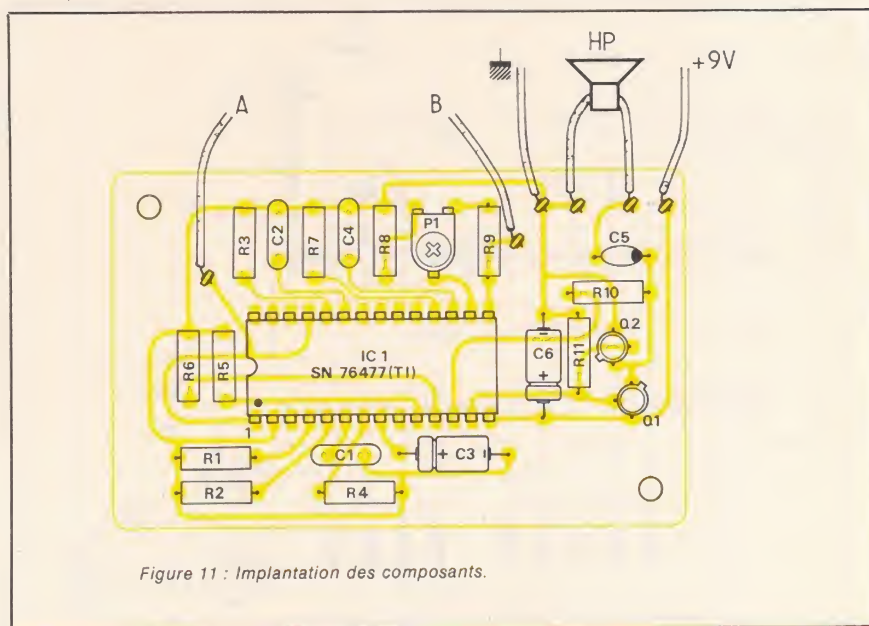 HP
+9V
A
B
P1
R3
C2
R7
C4
R8
R9
C5
R10
R6
R5
IC 1
SN 76477(TI)
C6
+
R11
Q2
Q1
1
R1
C1
+ C3
R2
R4
Figure 11 : Implantation des composants.